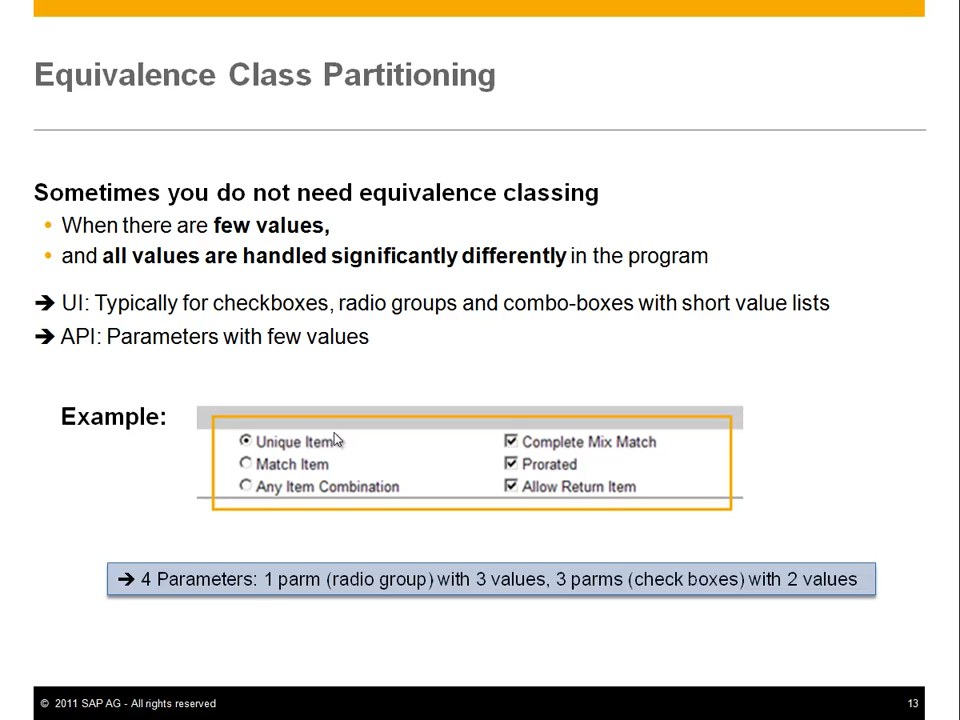 Equivalence Class Partitioning
Sometimes you do not need equivalence classing
• When there are few values,
• and all values are handled significantly differently in the program
➔ UI: Typically for checkboxes, radio groups and combo-boxes with short value lists
➔ API: Parameters with few values
Example:
Unique Item
Complete Mix Match
Match Item
Prorated
Any Item Combination
Allow Return Item
➔ 4 Parameters: 1 parm (radio group) with 3 values, 3 parms (check boxes) with 2 values
© 2011 SAP AG - All rights reserved
13